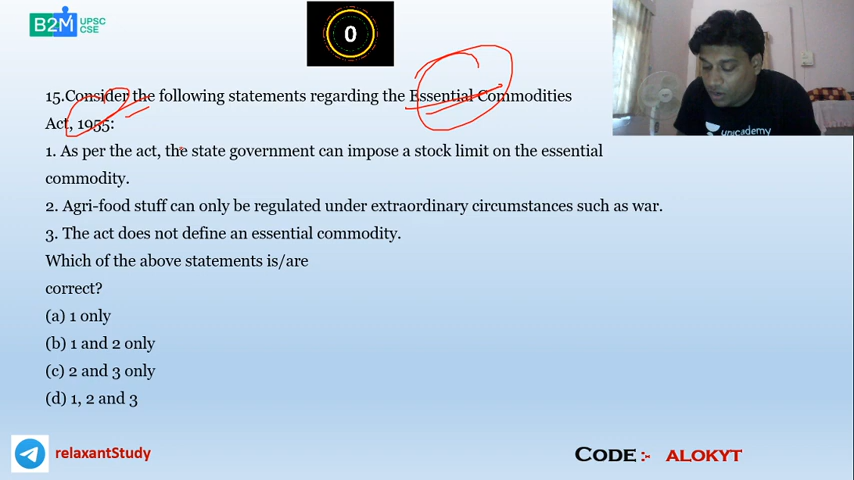 B2M UPSC
CSE
0
15.Consider the following statements regarding the Essential Commodities
Act, 1955:
1. As per the act, the state government can impose a stock limit on the essential
commodity.
2. Agri-food stuff can only be regulated under extraordinary circumstances such as war.
3. The act does not define an essential commodity.
Which of the above statements is/are
correct?
(a) 1 only
(b) 1 and 2 only
(c) 2 and 3 only
(d) 1, 2 and 3
unacademy
relaxantStudy
CODE :- ALOKYT